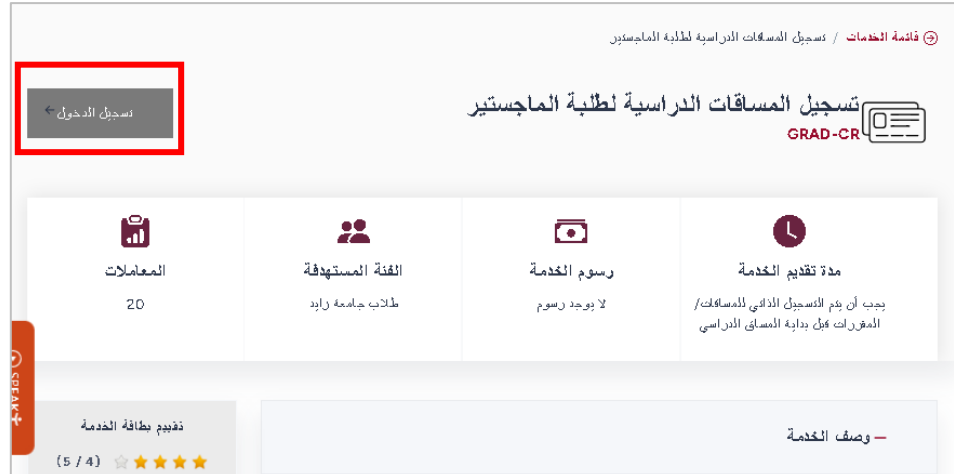 قائمة الخدمات / تسجيل المساقات الدراسية لطلبة الماجستير
تسجيل المساقات الدراسية لطلبة الماجستير
GRAD-CR
تسجيل الدخول
مدة تقديم الخدمة
يجب أن يتم التسجيل الذاتي للمساقات/
المقررات قبل بداية المساق الدراسي
رسوم الخدمة
لا يوجد رسوم
الفئة المستهدفة
طلاب جامعة زايد
المعاملات
20
وصف الخدمة
تقييم بطاقة الخدمة
(5 / 4)
SPEAK